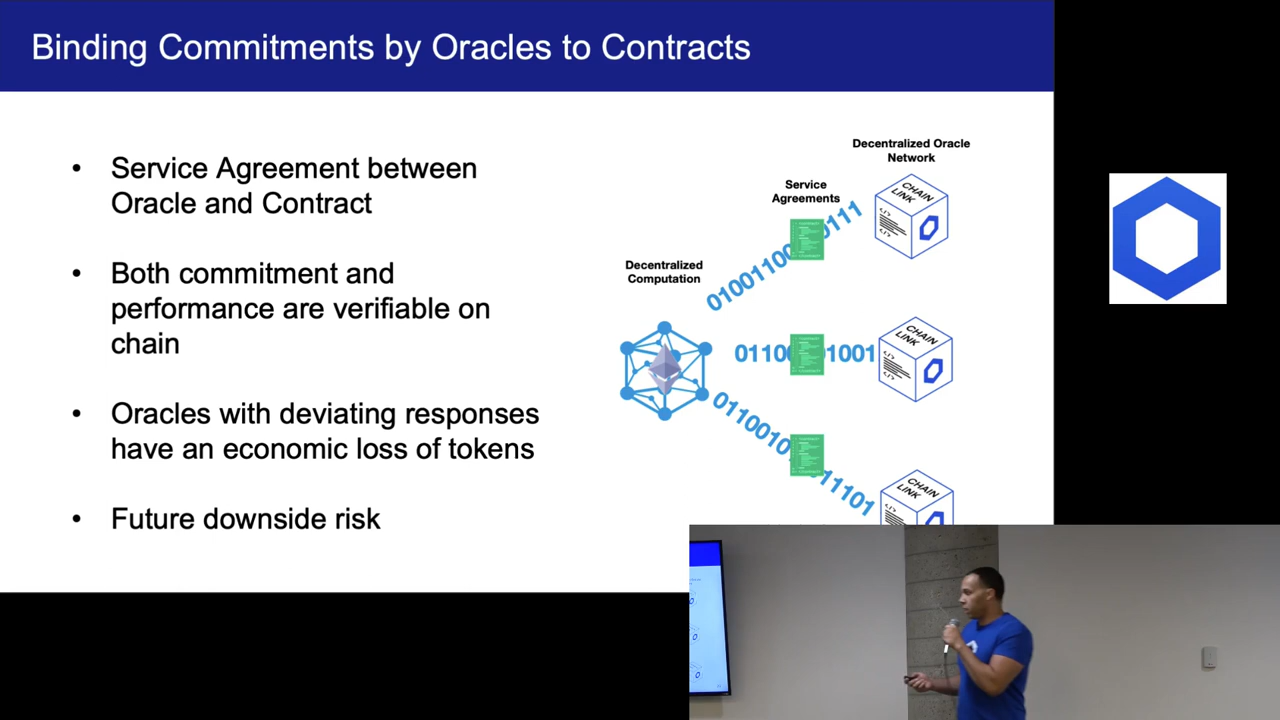 Binding Commitments by Oracles to Contracts
• Service Agreement between
Oracle and Contract
• Both commitment and
performance are verifiable on
chain
• Oracles with deviating responses
have an economic loss of tokens
• Future downside risk
Decentralized Oracle
Network
Service
Agreements
Decentralized
Computation
CHAIN
LINK
</>
</>
CHAIN
LINK
</>
</>
CHAIN
LINK
</>